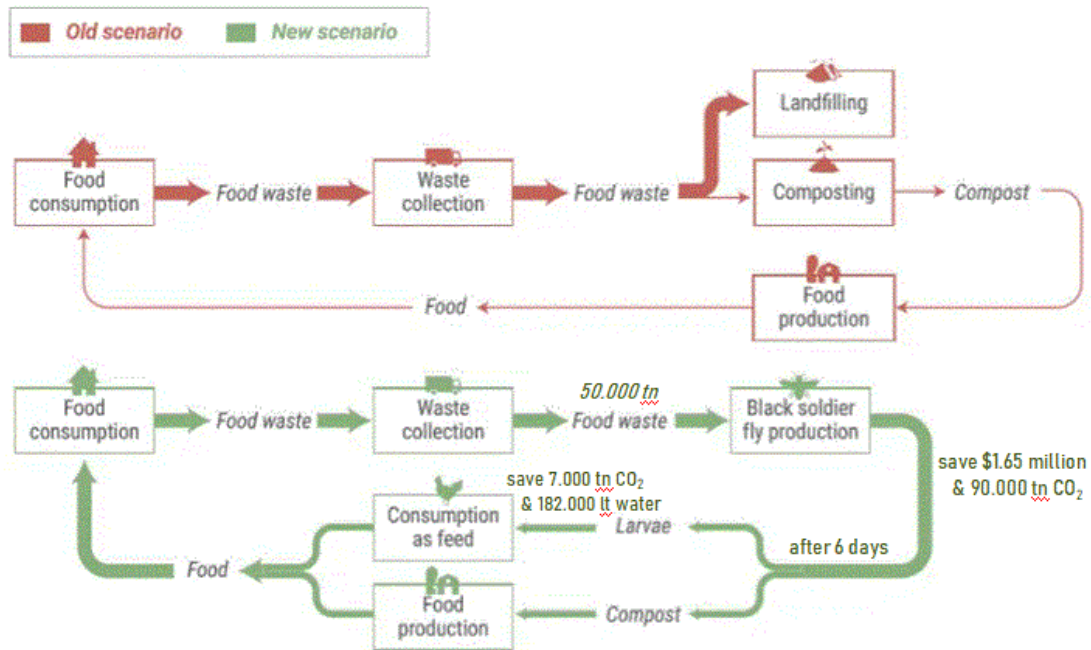 Old scenario
New scenario
Landfilling
Food
consumption
Food waste
Waste
collection
Food waste
Composting
Compost
Food
Food
production
Food
consumption
Food waste
Waste
collection
50.000 tn
Food waste
Black soldier
fly production
save $1.65 million
& 90.000 tn CO₂
save 7.000 tn CO₂
& 182.000 lt water
Consumption
as feed
Larvae
after 6 days
Food
Food
production
Compost